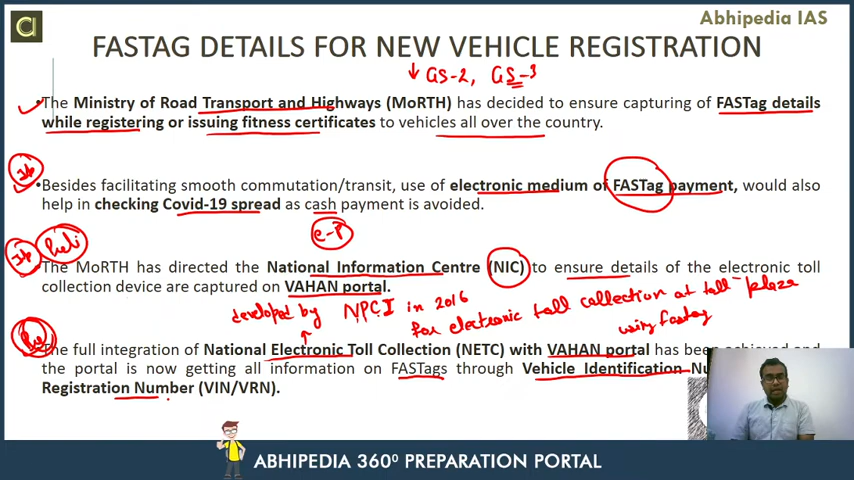 Abhipedia IAS
FASTAG DETAILS FOR NEW VEHICLE REGISTRATION
GS-2, GS-3
•The Ministry of Road Transport and Highways (MoRTH) has decided to ensure capturing of FASTag details
while registering or issuing fitness certificates to vehicles all over the country.
•Besides facilitating smooth commutation/transit, use of electronic medium of FASTag payment, would also
help in checking Covid-19 spread as cash payment is avoided.
e-P
Preli
The MoRTH has directed the National Information Centre (NIC) to ensure details of the electronic toll
collection device are captured on VAHAN portal.
developed by NPCI in 2016
for electronic toll collection at toll-plaza
using fastag
The full integration of National Electronic Toll Collection (NETC) with VAHAN portal has been achieved and
the portal is now getting all information on FASTags through Vehicle Identification
Registration Number (VIN/VRN).
ABHIPEDIA 360⁰ PREPARATION PORTAL